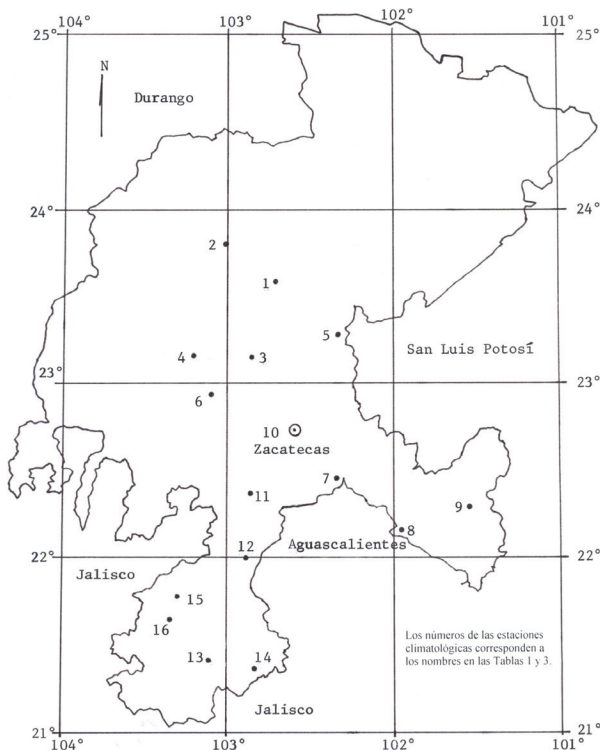 104° 103° 102° 101°
25° 25°
N
Durango
24° 24°
2
1
5
San Luis Potosí
4 3
23° 23°
6
10
Zacatecas
7
11
9
8
Aguascalientes
12
22° 22°
Jalisco
15
16
Los números de las estaciones
climatológicas corresponden a
los nombres en las Tablas 1 y 3.
13 14
Jalisco
21° 21°
104° 103° 102° 101°